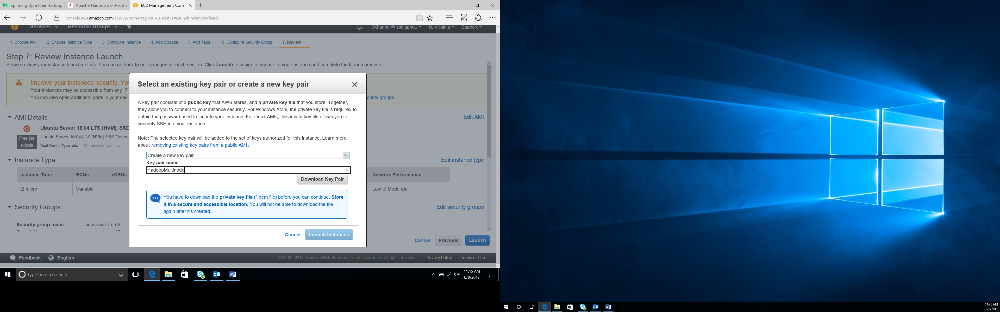 Spinning Up a Free Hadoop
Apache Hadoop 3.0.0-alpha
EC2 Management Cons
console.aws.amazon.com/ec2/v2/home?region=us-east-1#LaunchInstanceWizard:
Services
Resource Groups
SKhanna @ sgt-apn01
N. Virginia
Support
1. Choose AMI
2. Choose Instance Type
3. Configure Instance
4. Add Storage
5. Add Tags
6. Configure Security Group
7. Review
Step 7: Review Instance Launch
Please review your instance launch details. You can go back to edit changes for each section. Click Launch to assign a key pair to your instance and complete the launch process.
Improve your instances' security. Yo
Your instances may be accessible from any IP
You can also open additional ports in your secu
curity groups
AMI Details
Edit AMI
Ubuntu Server 16.04 LTS (HVM), SSD
Free tier eligible
Ubuntu Server 16.04 LTS (HVM),EBS Genera
Root Device Type: ebs Virtualization type: hvm
Instance Type
Edit instance type
Instance Type ECUs vCPUs Network Performance
t2.micro Variable 1 Low to Moderate
Security Groups
Edit security groups
Security group name launch-wizard-52
Select an existing key pair or create a new key pair
A key pair consists of a public key that AWS stores, and a private key file that you store. Together,
they allow you to connect to your instance securely. For Windows AMIs, the private key file is required to
obtain the password used to log into your instance. For Linux AMIs, the private key file allows you to
securely SSH into your instance.
Note: The selected key pair will be added to the set of keys authorized for this instance. Learn more
about removing existing key pairs from a public AMI .
Create a new key pair
Key pair name
HadoopMultinode
Download Key Pair
You have to download the private key file (*.pem file) before you can continue. Store
it in a secure and accessible location. You will not be able to download the file
again after it's created.
Cancel
Launch Instances
Cancel
Previous
Launch
Feedback
English
© 2008 - 2017, Amazon Web Services, Inc. or its affiliates. All rights reserved.
Privacy Policy
Terms of Use
Type here to search
11:45 AM
6/8/2017
11:45 AM
6/8/2017